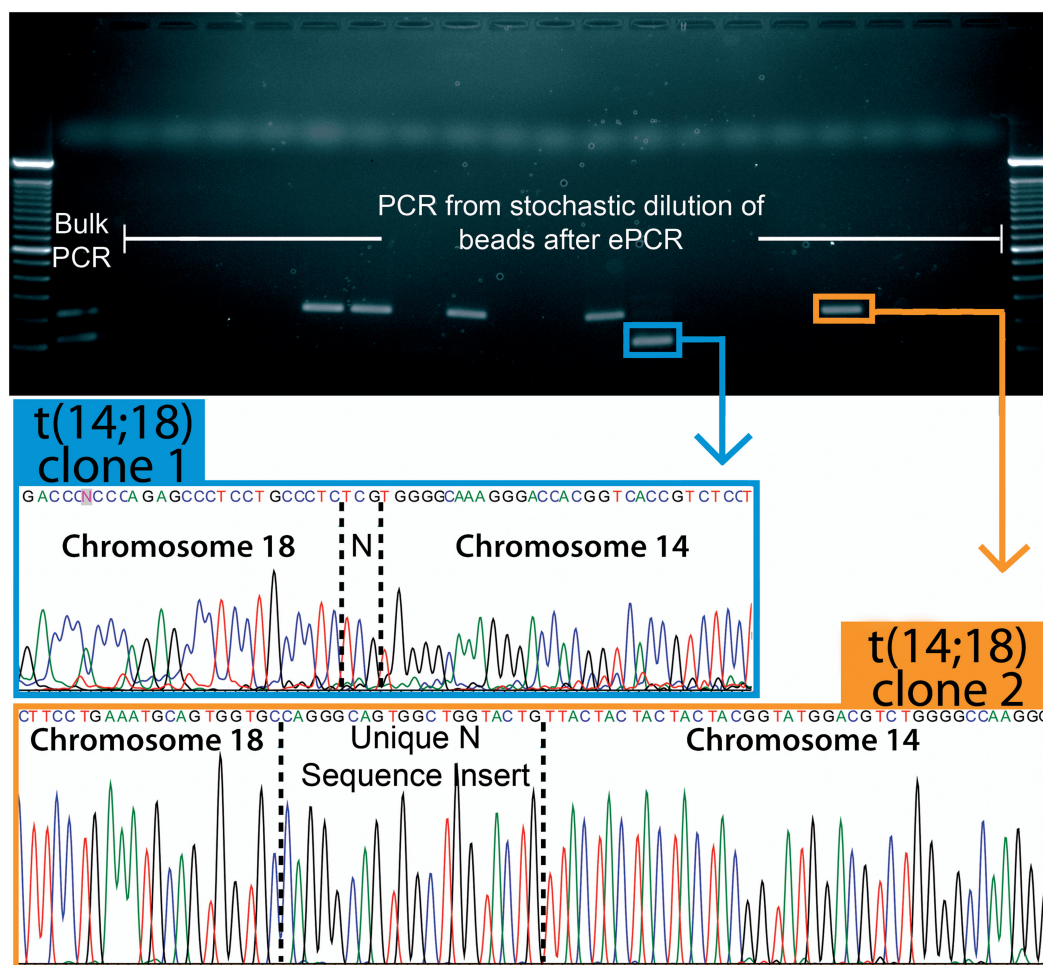 Bulk
PCR
PCR from stochastic dilution of
beads after ePCR
t(14;18)
clone 1
GACCCNCCCAGAGCCCTCCTGCCCTCTCGTGGGGCAAAGGGACCACGGTCACCGTCTCCT
Chromosome 18
N
Chromosome 14
t(14;18)
clone 2
CTTCCTGAAATGCAGTGGTGCCAGGGCAGTGGCTGGTACTGTTACTACTACTACTACGGTATGGACGTCTGGGGCCAAGGG
Chromosome 18
Unique N
Sequence Insert
Chromosome 14